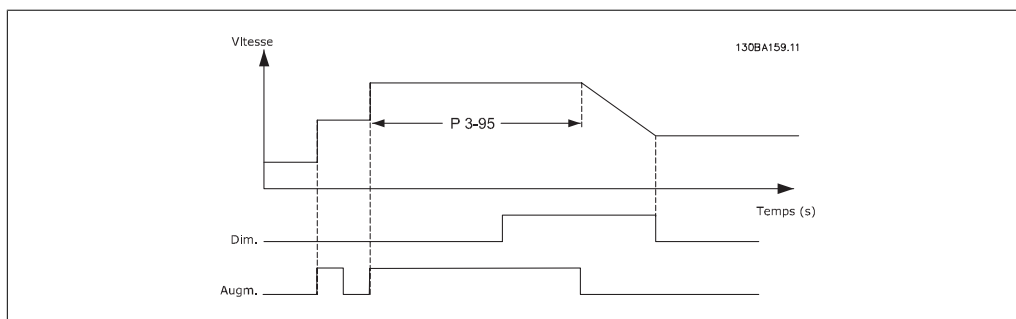 130BA159.11
VItesse
P 3-95
Temps (s)
Dim.
Augm.